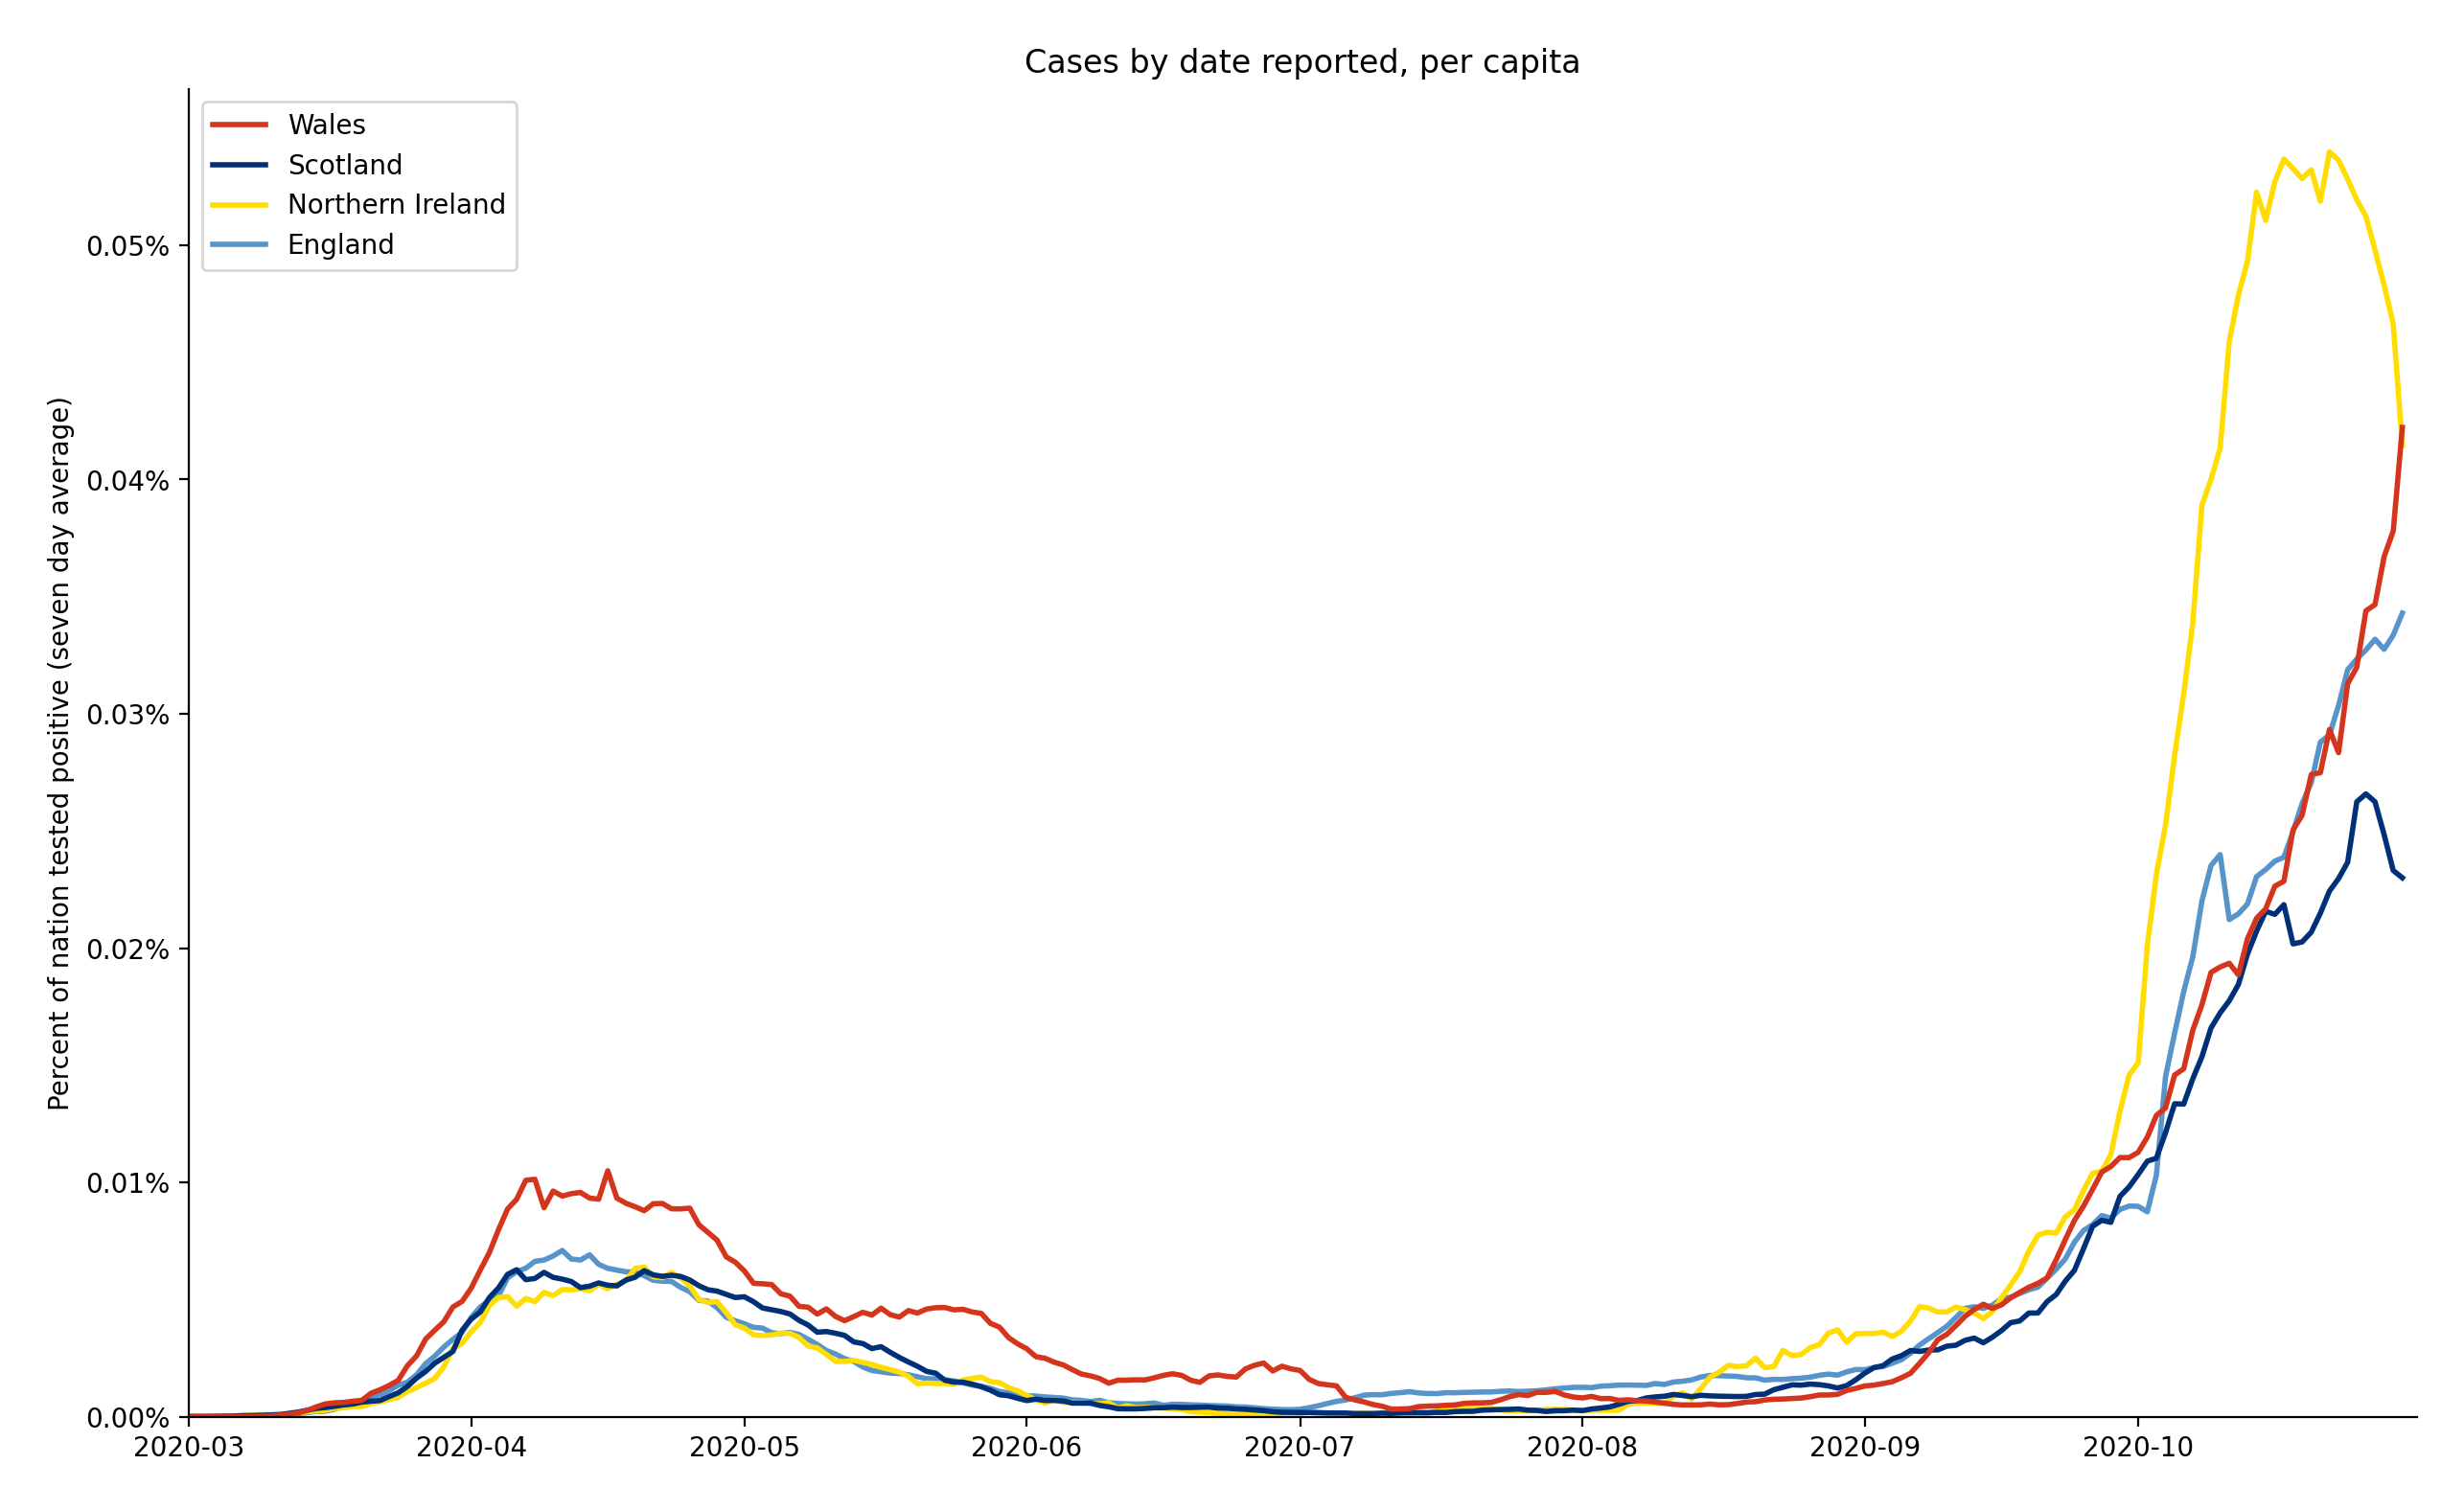 Cases by date reported, per capita
Wales
Scotland
Northern Ireland
England
Percent of nation tested positive (seven day average)
0.05%
0.04%
0.03%
0.02%
0.01%
0.00%
2020-03 2020-04 2020-05 2020-06 2020-07 2020-08 2020-09 2020-10